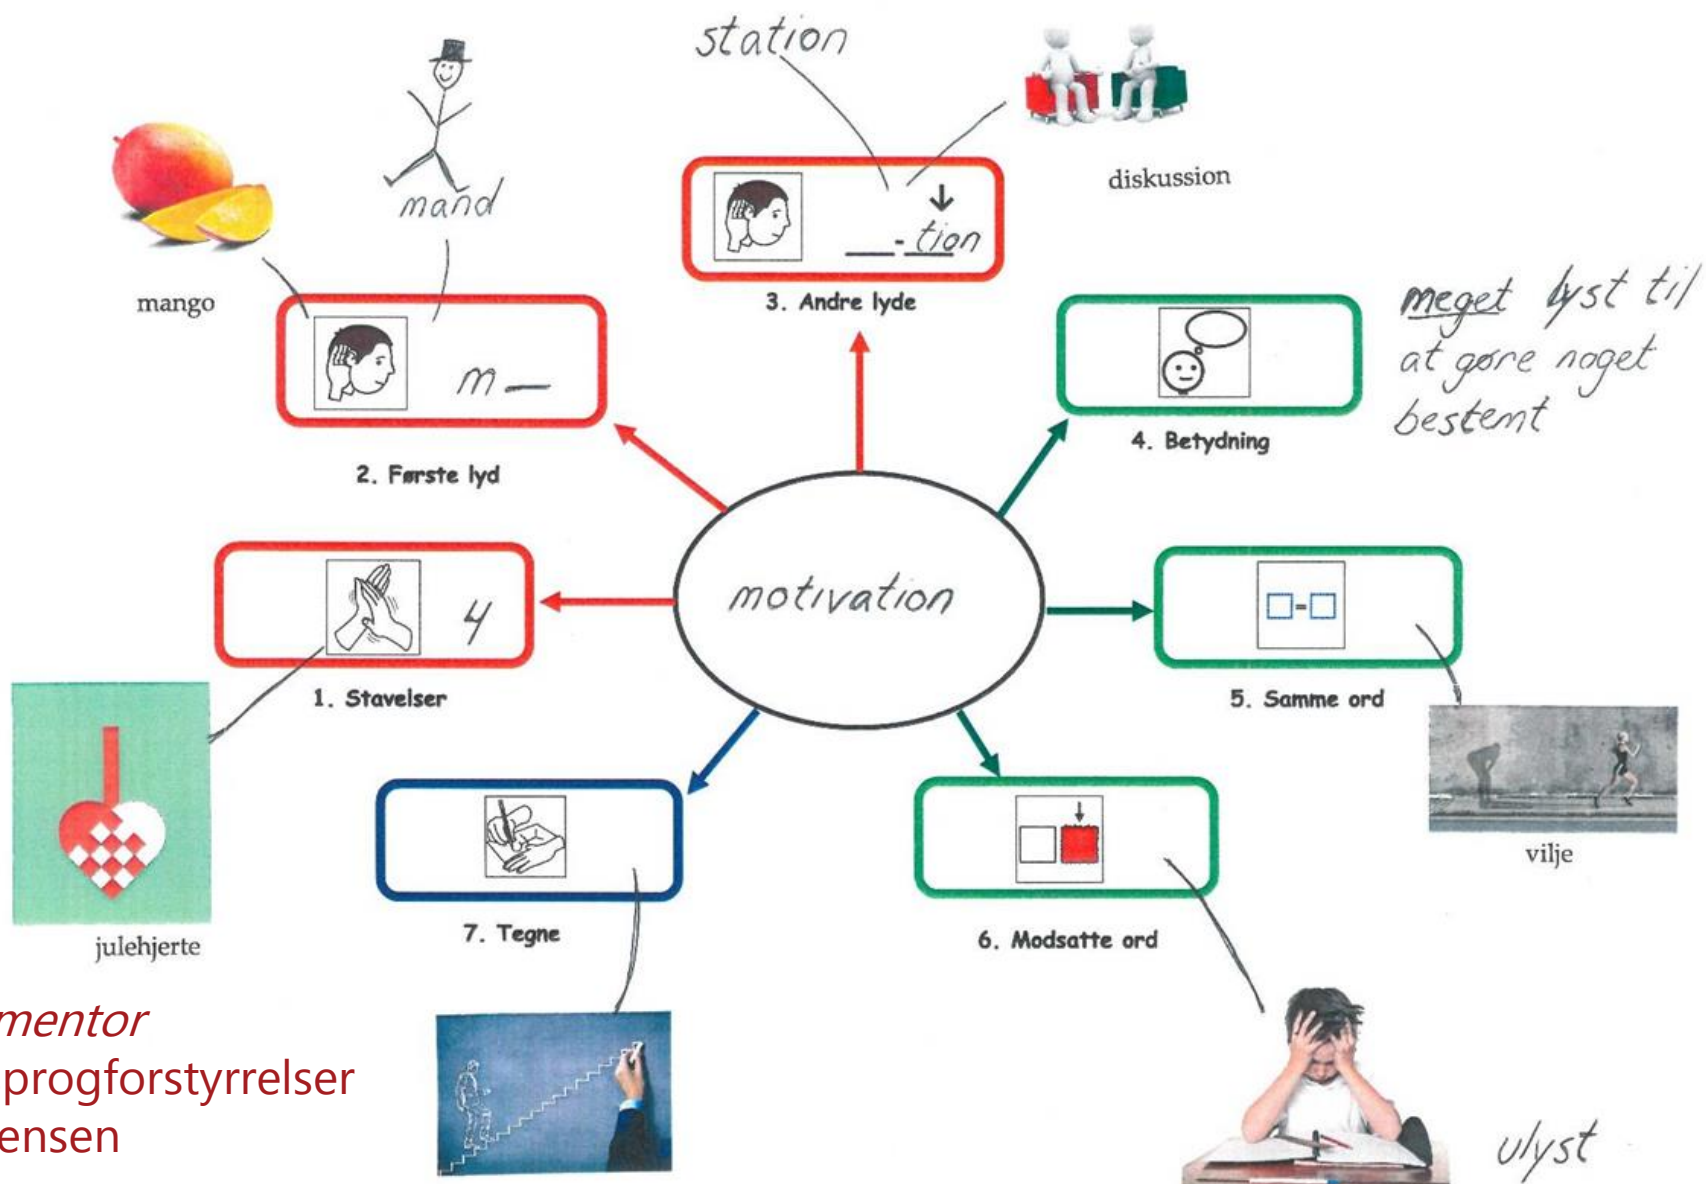 station
diskussion
mand
mango
__-tion
3. Andre lyde
m_
2. Første lyd
meget lyst til
at gøre noget
bestemt
4. Betydning
motivation
4
1. Stavelser
5. Samme ord
vilje
julehjerte
7. Tegne
6. Modsatte ord
ulyst
mentor
progforstyrrelser
ensen